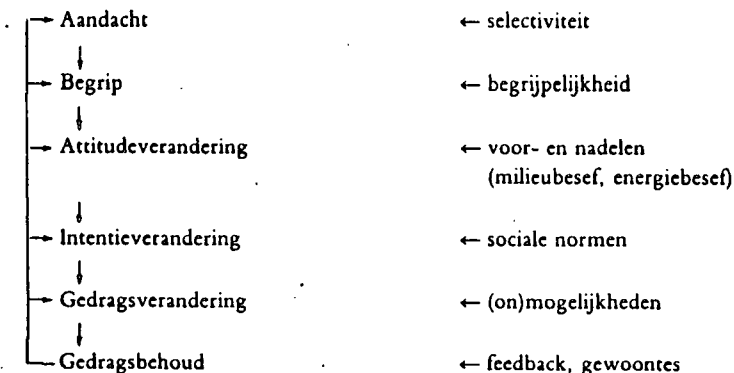 Aandacht ← selectiviteit
Begrip ← begrijpelijkheid
Attitudeverandering ← voor- en nadelen
(milieubesef, energiebesef)
Intentieverandering ← sociale normen
Gedragsverandering ← (on)mogelijkheden
Gedragsbehoud ← feedback, gewoontes